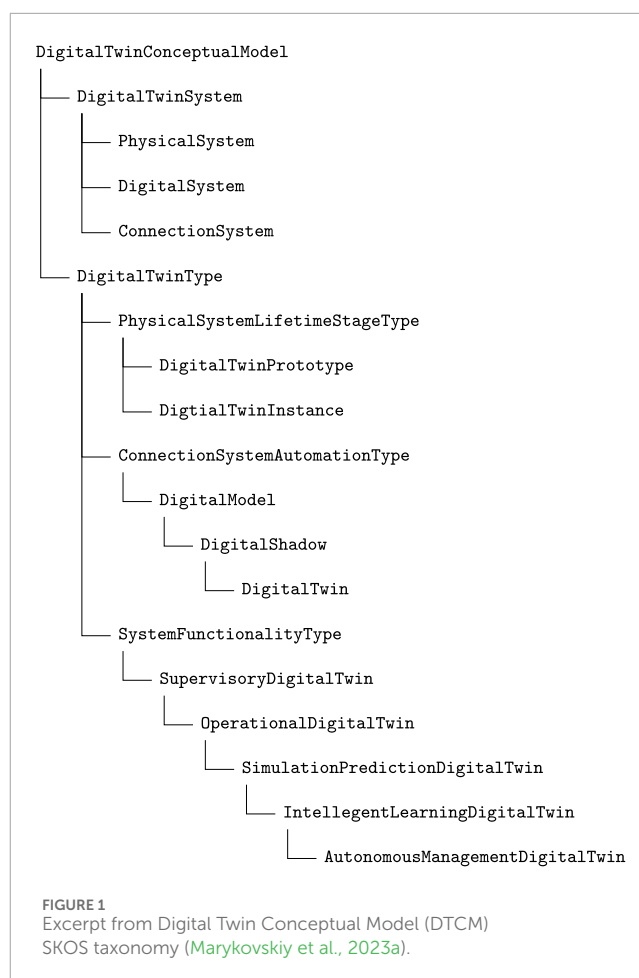 DigitalTwinConceptualModel
DigitalTwinSystem
PhysicalSystem
DigitalSystem
ConnectionSystem
DigitalTwinType
PhysicalSystemLifetimeStageType
DigitalTwinPrototype
DigtialTwinInstance
ConnectionSystemAutomationType
DigitalModel
DigitalShadow
DigitalTwin
SystemFunctionalityType
SupervisoryDigitalTwin
OperationalDigitalTwin
SimulationPredictionDigitalTwin
IntellegentLearningDigitalTwin
AutonomousManagementDigitalTwin
FIGURE 1
Excerpt from Digital Twin Conceptual Model (DTCM)
SKOS taxonomy (Marykovskiy et al., 2023a).